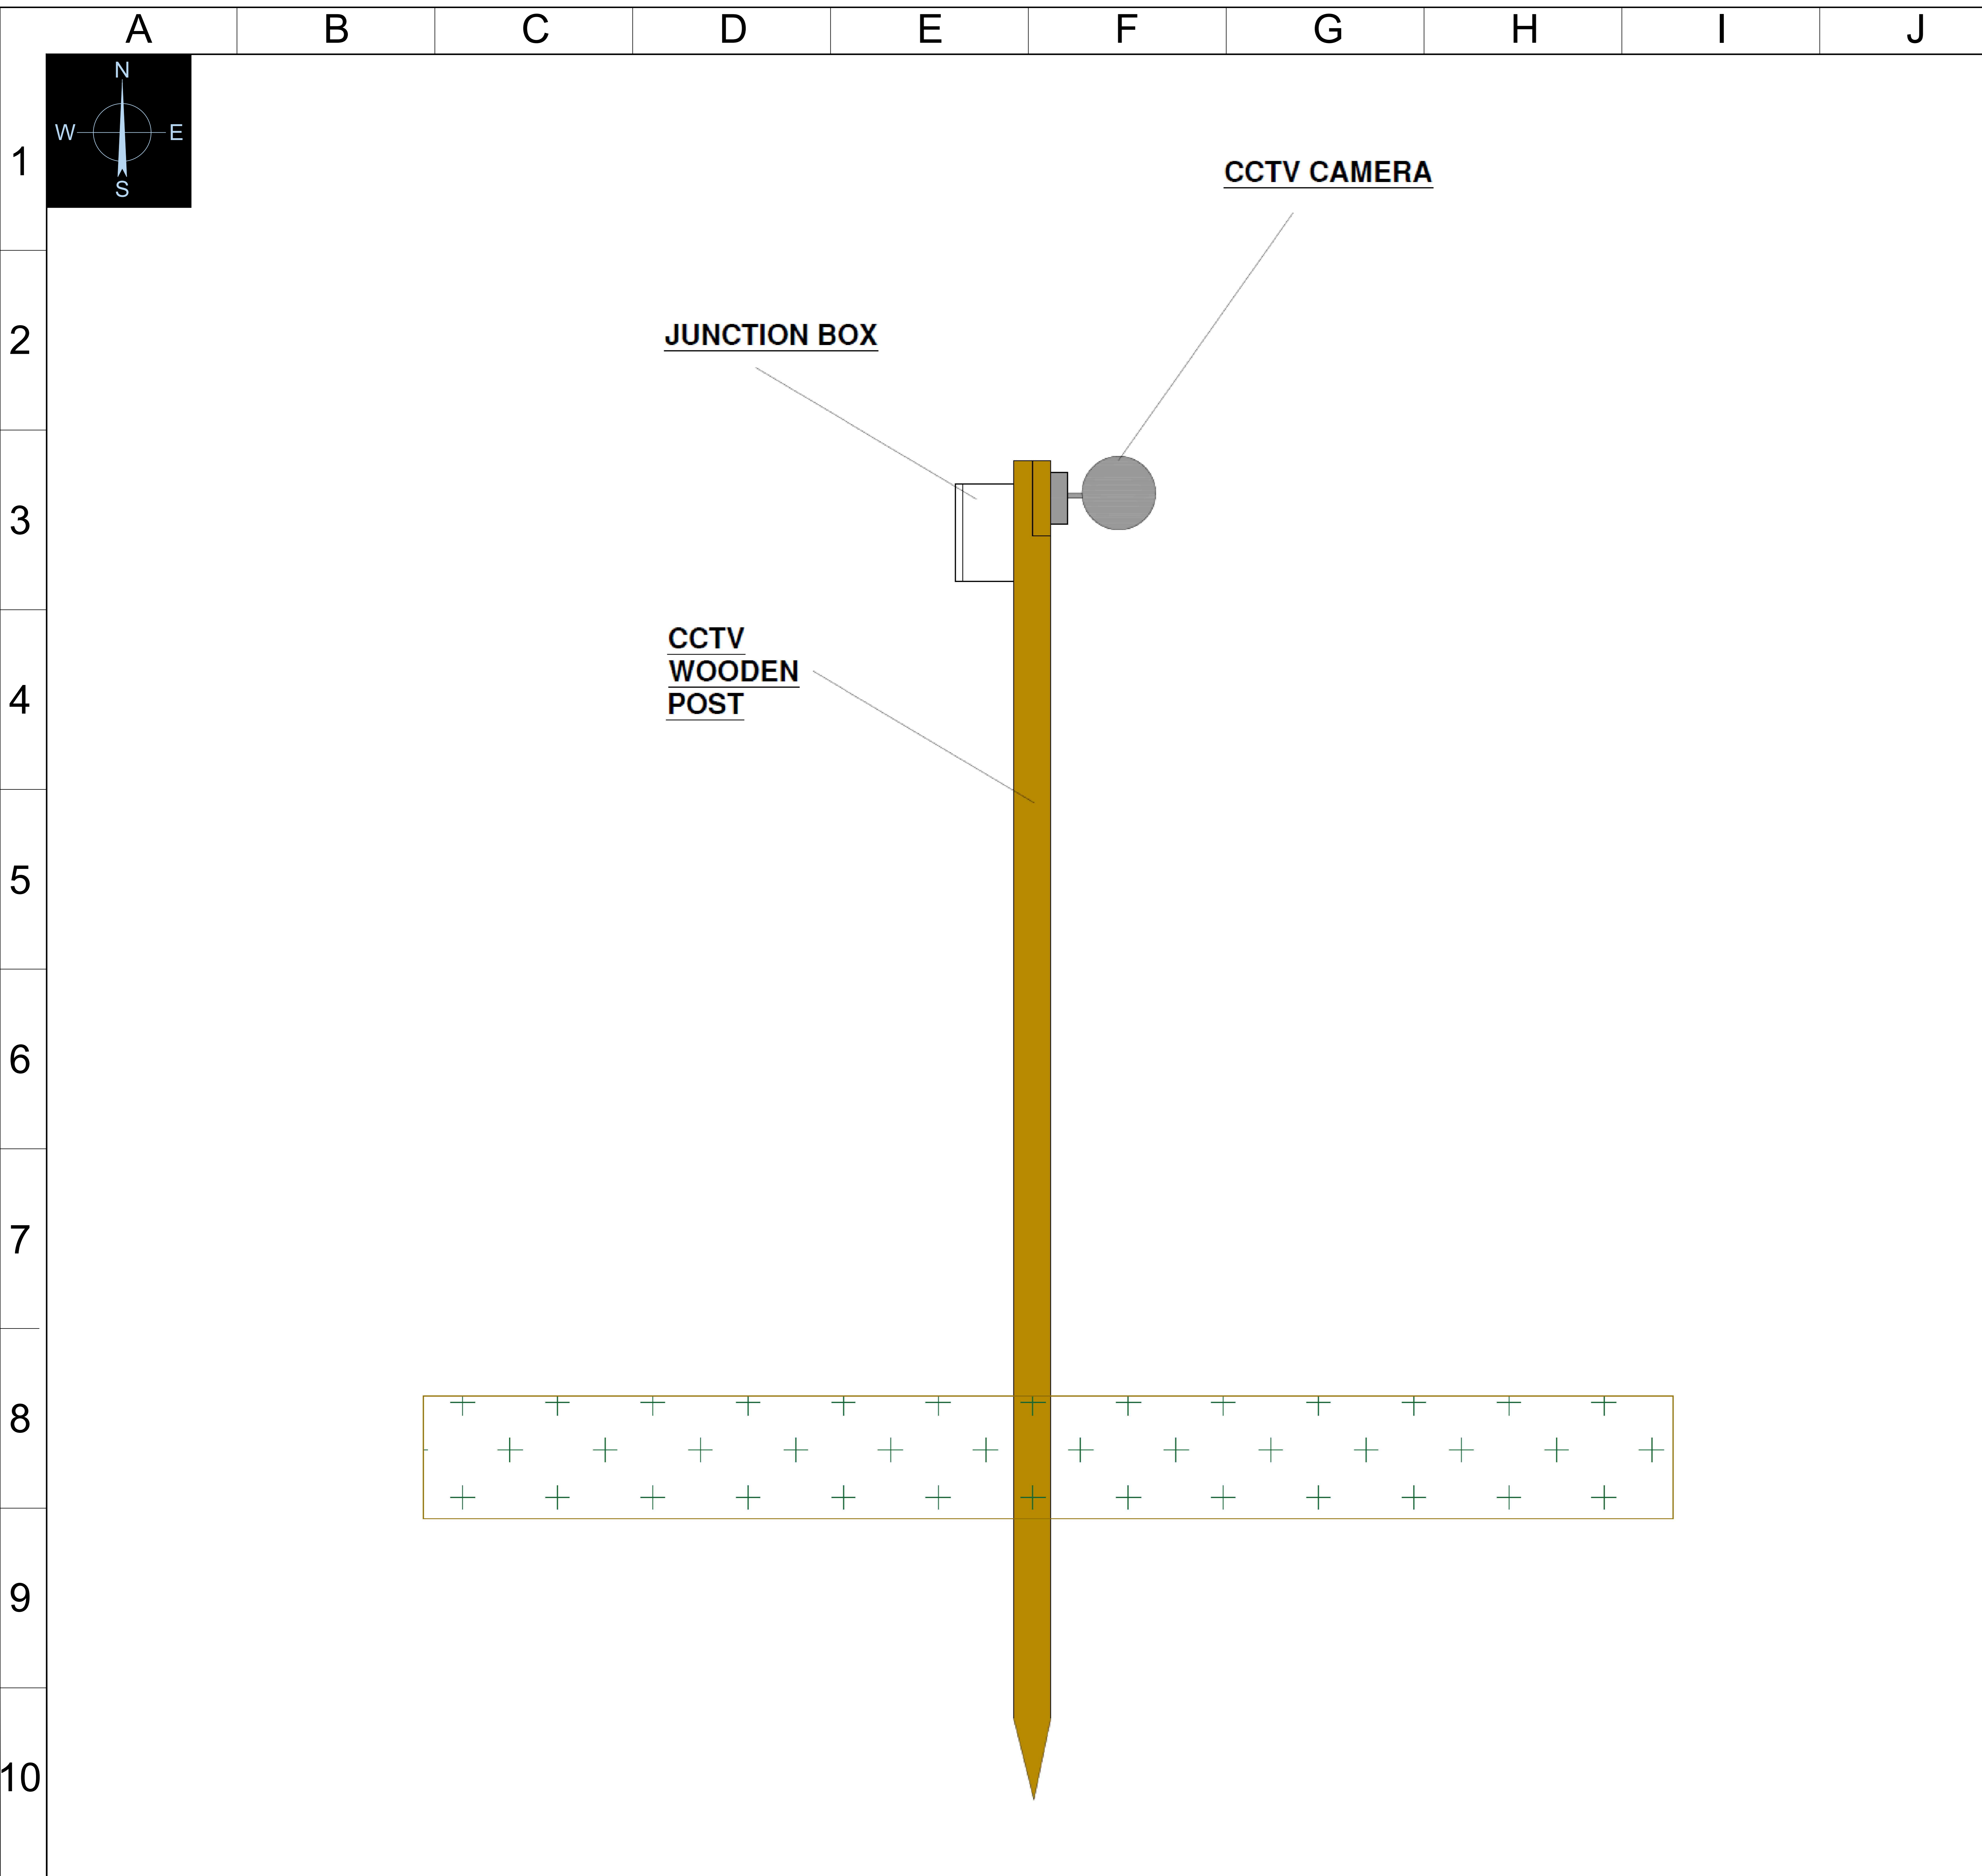 A B C D E F G H I J
N
W E
S
1
CCTV CAMERA
2
JUNCTION BOX
3
CCTV
WOODEN
POST
4
5
6
7
8
9
10